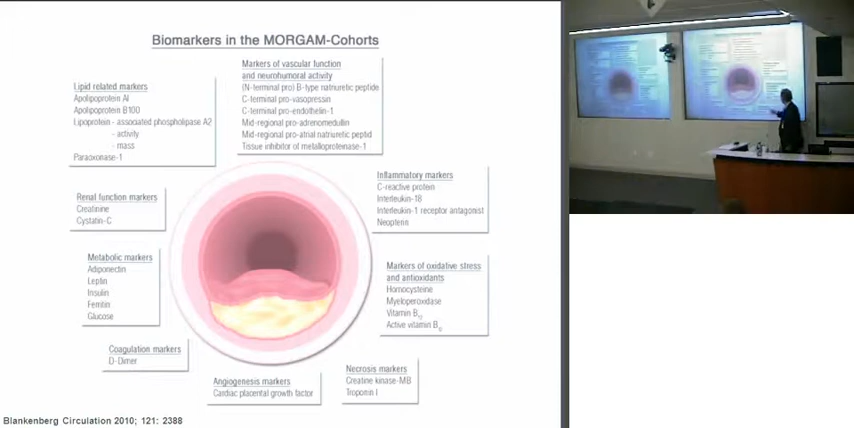 Biomarkers in the MORGAM-Cohorts
Lipid related markers
Apolipoprotein AI
Apolipoprotein B100
Lipoprotein - associated phospholipase A2
- activity
- mass
Paraoxonase-1
Markers of vascular function
and neurohumoral activity
(N-terminal pro) B-type natriuretic peptide
C-terminal pro-vasopressin
C-terminal pro-endothelin-1
Mid-regional pro-adrenomedullin
Mid-regional pro-atrial natriuretic peptid
Tissue inhibitor of metalloproteinase-1
Inflammatory markers
C-reactive protein
Interleukin-18
Interleukin-1 receptor antagonist
Neopterin
Renal function markers
Creatinine
Cystatin-C
Metabolic markers
Adiponectin
Leptin
Insulin
Ferritin
Glucose
Markers of oxidative stress
and antioxidants
Homocysteine
Myeloperoxidase
Vitamin B12
Active vitamin B12
Coagulation markers
D-Dimer
Angiogenesis markers
Cardiac placental growth factor
Necrosis markers
Creatine kinase-MB
Troponin I
Blankenberg Circulation 2010; 121: 2388